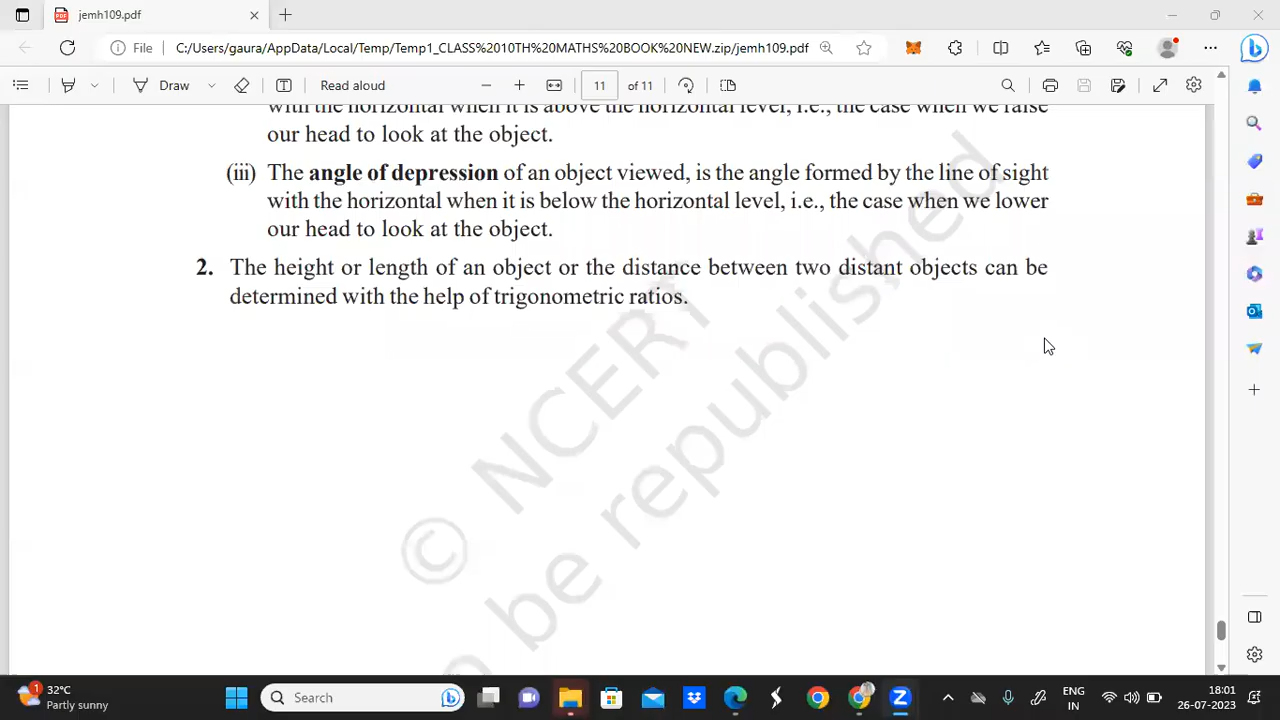 jemh109.pdf
File
C:/Users/gaura/AppData/Local/Temp/Temp1_CLASS%2010TH%20MATHS%20BOOK%20NEW.zip/jemh109.pdf
Draw
Read aloud
11 of 11
with the horizontal when it is above the horizontal level, i.e., the case when we raise
our head to look at the object.
(iii) The angle of depression of an object viewed, is the angle formed by the line of sight
with the horizontal when it is below the horizontal level, i.e., the case when we lower
our head to look at the object.
2. The height or length of an object or the distance between two distant objects can be
determined with the help of trigonometric ratios.
© NCERT
be republished
1
32°C
Partly sunny
Search
ENG
IN
18:01
26-07-2023